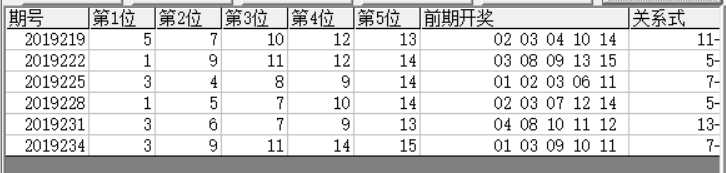 期号 第1位 第2位 第3位 第4位 第5位 前期开奖 关系式
2019219 5 7 10 12 13 02 03 04 10 14 11-
2019222 1 9 11 12 14 03 08 09 13 15 5-
2019225 3 4 8 9 14 01 02 03 06 11 7-
2019228 1 5 7 10 14 02 03 07 12 14 5-
2019231 3 6 7 9 13 04 08 10 11 12 13-
2019234 3 9 11 14 15 01 03 09 10 11 7-